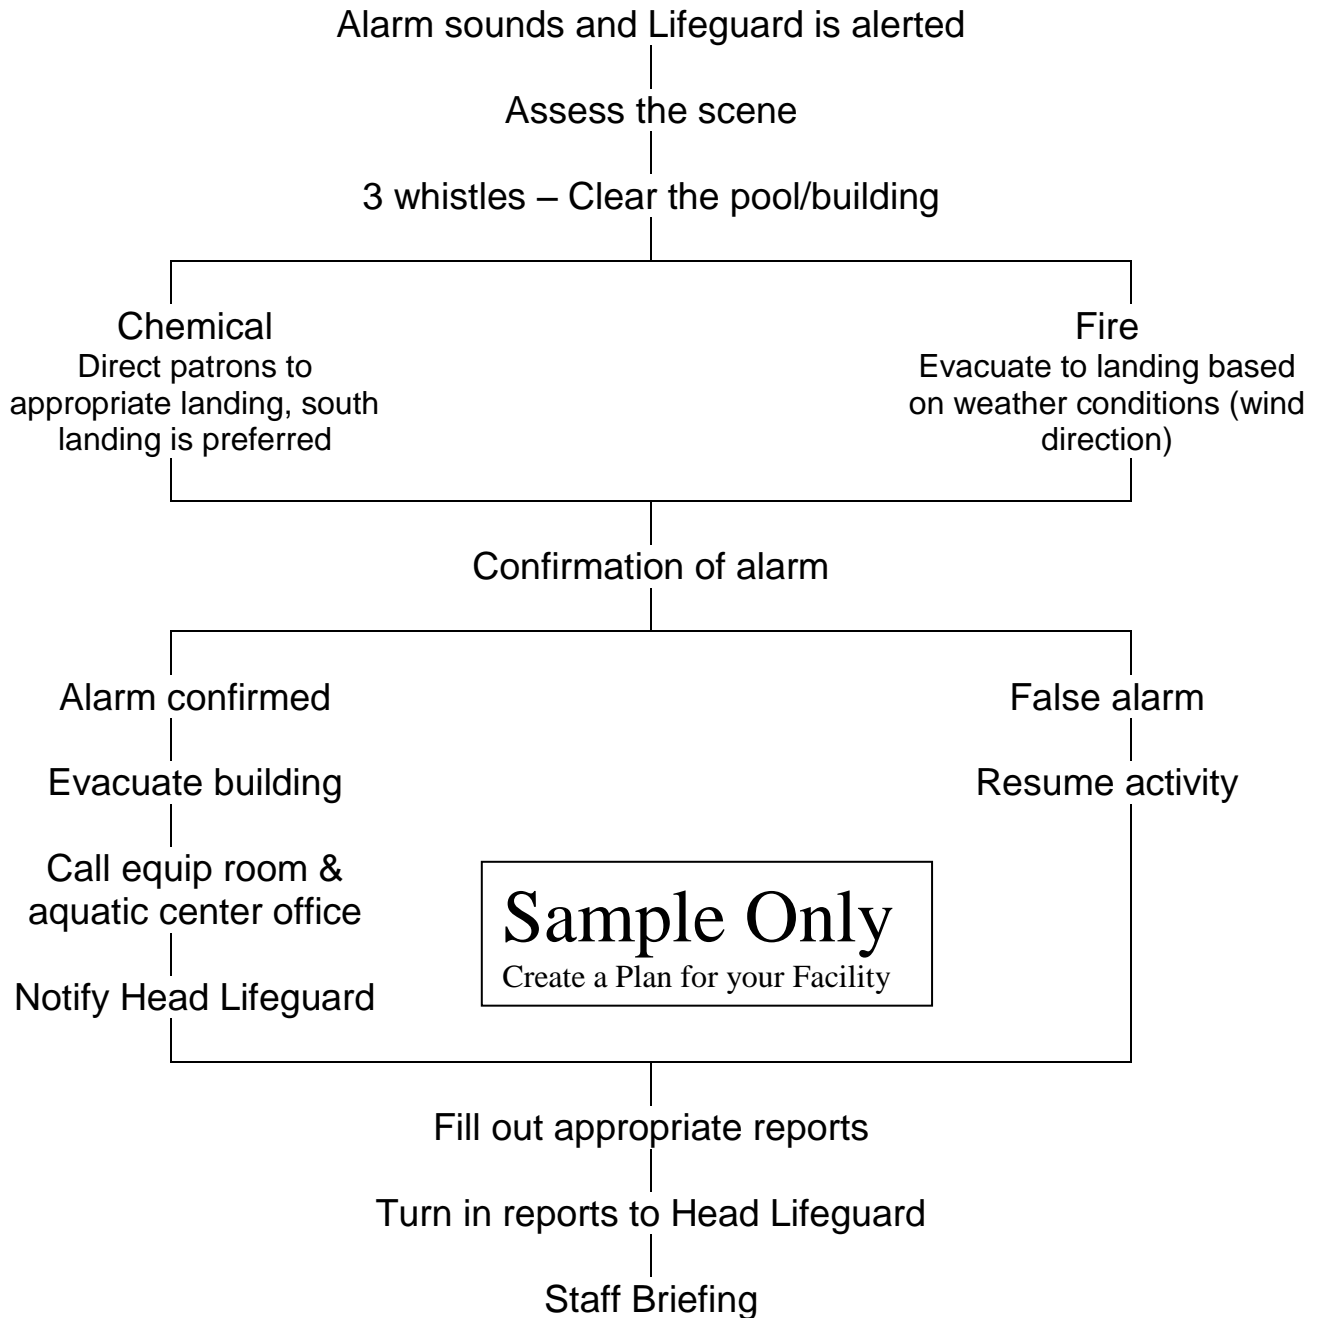 Alarm sounds and Lifeguard is alerted
Assess the scene
3 whistles – Clear the pool/building
Chemical
Direct patrons to
appropriate landing, south
landing is preferred
Fire
Evacuate to landing based
on weather conditions (wind
direction)
Confirmation of alarm
Alarm confirmed
Evacuate building
Call equip room &
aquatic center office
Notify Head Lifeguard
False alarm
Resume activity
Sample Only
Create a Plan for your Facility
Fill out appropriate reports
Turn in reports to Head Lifeguard
Staff Briefing